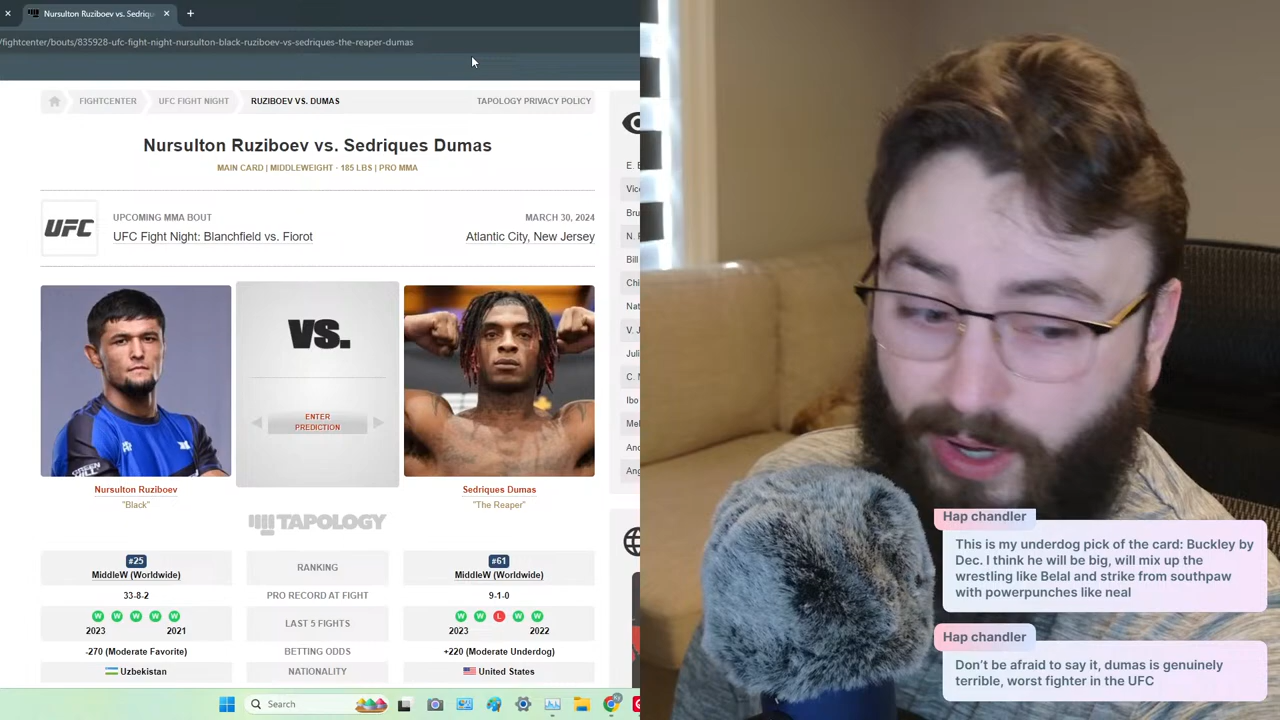 Nursulton Ruziboev vs. Sedriqu
/fightcenter/bouts/835928-ufc-fight-night-nursulton-black-ruziboev-vs-sedriques-the-reaper-dumas
FIGHTCENTER
UFC FIGHT NIGHT
RUZIBOEV VS. DUMAS
TAPOLOGY PRIVACY POLICY
Nursulton Ruziboev vs. Sedriques Dumas
MAIN CARD | MIDDLEWEIGHT · 185 LBS | PRO MMA
UFC
UPCOMING MMA BOUT
MARCH 30, 2024
UFC Fight Night: Blanchfield vs. Fiorot
Atlantic City, New Jersey
VS.
ENTER
PREDICTION
Nursulton Ruziboev
Sedriques Dumas
"Black"
"The Reaper"
TAPOLOGY
#25
MiddleW (Worldwide)
RANKING
#61
MiddleW (Worldwide)
33-8-2
PRO RECORD AT FIGHT
9-1-0
W W W W W
2023
2021
LAST 5 FIGHTS
W W L W W
2023
2022
-270 (Moderate Favorite)
BETTING ODDS
+220 (Moderate Underdog)
Uzbekistan
NATIONALITY
United States
Search
Hap chandler
This is my underdog pick of the card: Buckley by
Dec. I think he will be big, will mix up the
wrestling like Belal and strike from southpaw
with powerpunches like neal
Hap chandler
Don't be afraid to say it, dumas is genuinely
terrible, worst fighter in the UFC